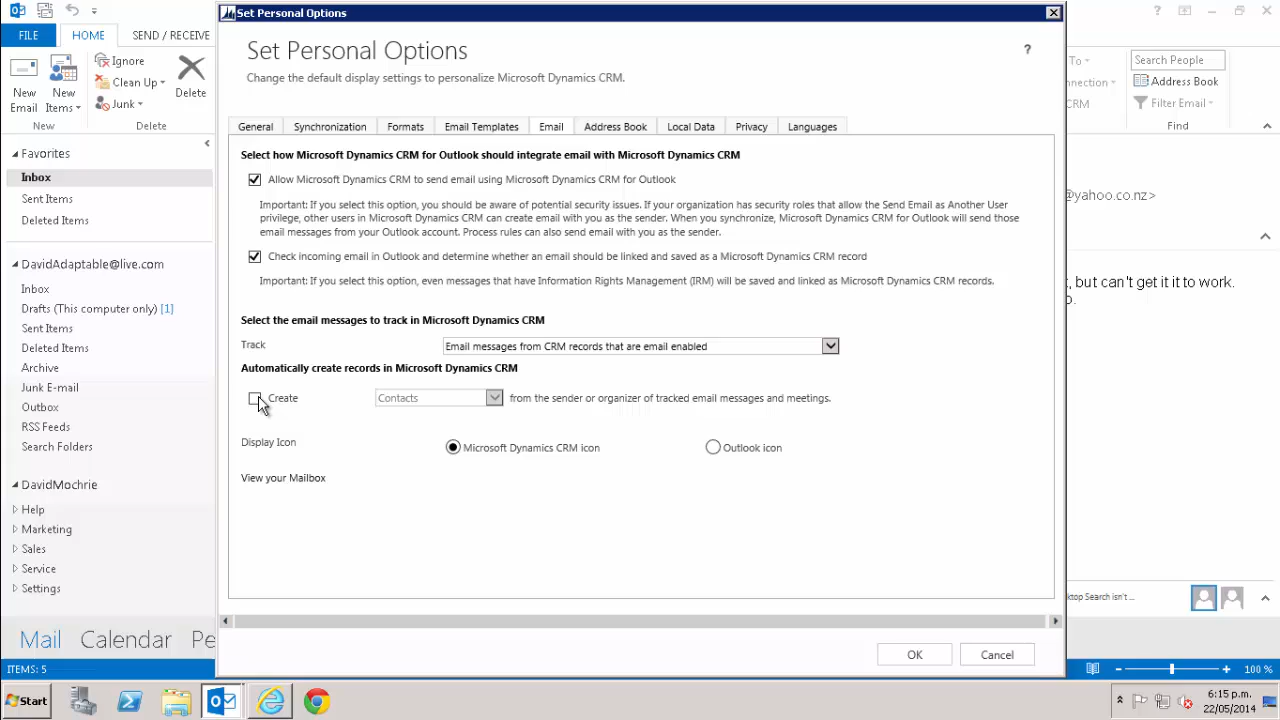 Set Personal Options
FILE
HOME
SEND / RECEIVE
Ignore
Clean Up
Junk
New
Email
New
Items
Delete
New
Delete
To
nnection
CRM
Search People
Address Book
Filter Email
Find
Favorites
Inbox
Sent Items
Deleted Items
DavidAdaptable@live.com
Inbox
Drafts (This computer only) [1]
Sent Items
Deleted Items
Archive
Junk E-mail
Outbox
RSS Feeds
Search Folders
DavidMochrie
Help
Marketing
Sales
Service
Settings
Mail Calendar Pe
ITEMS: 5
Set Personal Options
?
Change the default display settings to personalize Microsoft Dynamics CRM.
General Synchronization Formats Email Templates Email Address Book Local Data Privacy Languages
Select how Microsoft Dynamics CRM for Outlook should integrate email with Microsoft Dynamics CRM
Allow Microsoft Dynamics CRM to send email using Microsoft Dynamics CRM for Outlook
Important: If you select this option, you should be aware of potential security issues. If your organization has security roles that allow the Send Email as Another User
privilege, other users in Microsoft Dynamics CRM can create email with you as the sender. When you synchronize, Microsoft Dynamics CRM for Outlook will send those
email messages from your Outlook account. Process rules can also send email with you as the sender.
Check incoming email in Outlook and determine whether an email should be linked and saved as a Microsoft Dynamics CRM record
Important: If you select this option, even messages that have Information Rights Management (IRM) will be saved and linked as Microsoft Dynamics CRM records.
Select the email messages to track in Microsoft Dynamics CRM
Track
Email messages from CRM records that are email enabled
Automatically create records in Microsoft Dynamics CRM
Create
Contacts
from the sender or organizer of tracked email messages and meetings.
Display Icon
Microsoft Dynamics CRM icon
Outlook icon
View your Mailbox
OK
Cancel
@yahoo.co.nz>
, but can't get it it to work.
o.
ktop Search isn't ...
100 %
Start
6:15 p.m.
22/05/2014